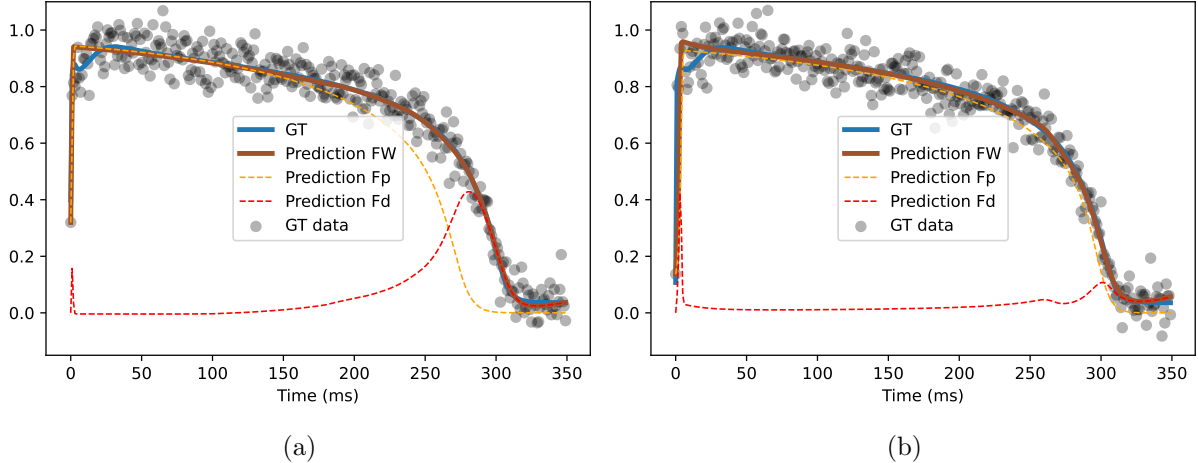 1.0
0.8
0.6
0.4
0.2
0.0
GT
Prediction FW
Prediction Fp
Prediction Fd
GT data
0 50 100 150 200 250 300 350
Time (ms)
(a)
1.0
0.8
0.6
0.4
0.2
0.0
GT
Prediction FW
Prediction Fp
Prediction Fd
GT data
0 50 100 150 200 250 300 350
Time (ms)
(b)